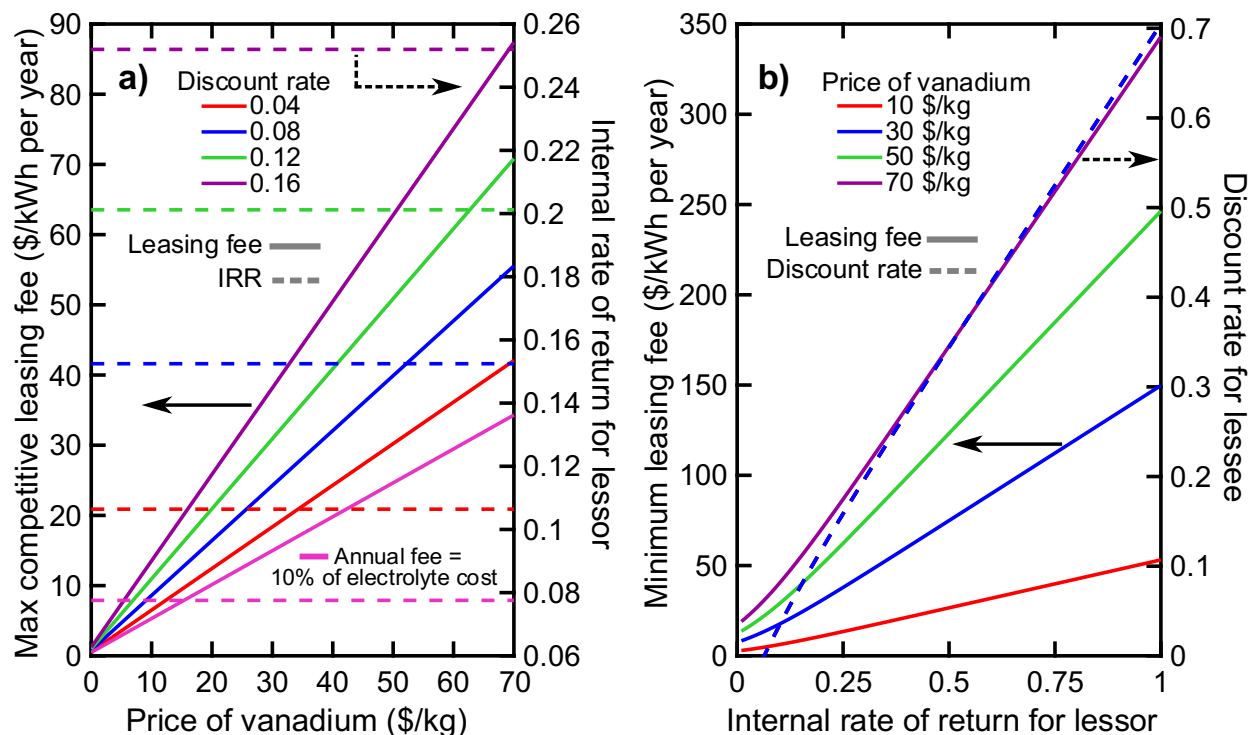 a)
Discount rate
0.04
0.08
0.12
0.16
Leasing fee
IRR
Annual fee =
10% of electrolyte cost
Max competitive leasing fee ($/kWh per year)
90
80
70
60
50
40
30
20
10
0
0.26
0.24
0.22
0.2
0.18
0.16
0.14
0.12
0.1
0.08
0.06
Internal rate of return for lessor
0 10 20 30 40 50 60 70
Price of vanadium ($/kg)
b)
Price of vanadium
10 $/kg
30 $/kg
50 $/kg
70 $/kg
Leasing fee
Discount rate
Minimum leasing fee ($/kWh per year)
350
300
250
200
150
100
50
0
0.7
0.6
0.5
0.4
0.3
0.2
0.1
0
Discount rate for lessee
0 0.25 0.5 0.75 1
Internal rate of return for lessor